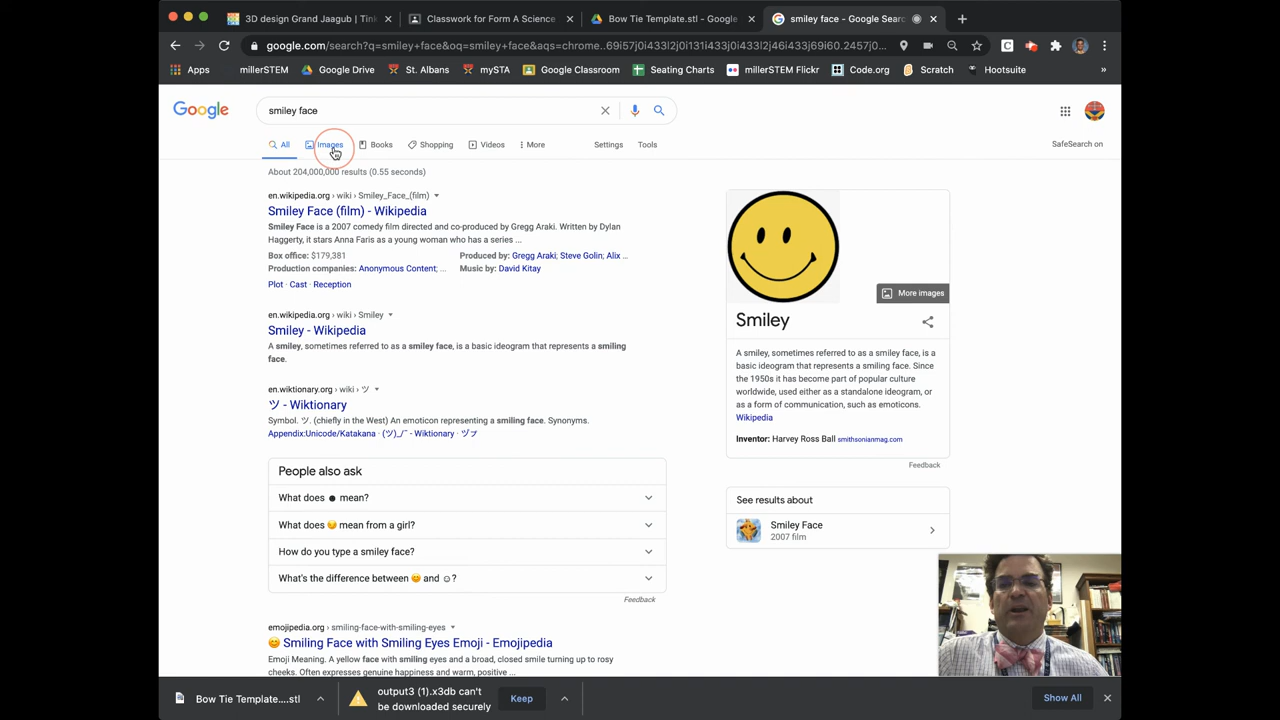 3D design Grand Jaagub | Tink
Classwork for Form A Science
Bow Tie Template.stl - Google
smiley face - Google Search
google.com/search?q=smiley+face&oq=smiley+face&aqs=chrome..69i57j0i433l2j0i131i433j0i433l2j46i433j69i60.2457j0...
Apps millerSTEM Google Drive St. Albans mySTA Google Classroom Seating Charts millerSTEM Flickr Code.org Scratch Hootsuite »
Google smiley face
All Images Books Shopping Videos More Settings Tools SafeSearch on
About 204,000,000 results (0.55 seconds)
en.wikipedia.org › wiki › Smiley_Face_(film)
Smiley Face (film) - Wikipedia
Smiley Face is a 2007 comedy film directed and co-produced by Gregg Araki. Written by Dylan
Haggerty, it stars Anna Faris as a young woman who has a series ...
Box office: $179,381 Produced by: Gregg Araki; Steve Golin; Alix ..
Production companies: Anonymous Content; ... Music by: David Kitay
Plot · Cast · Reception
en.wikipedia.org › wiki › Smiley
Smiley - Wikipedia
A smiley, sometimes referred to as a smiley face, is a basic ideogram that represents a smiling
face.
en.wiktionary.org › wiki › ツ
ツ - Wiktionary
Symbol. ツ. (chiefly in the West) An emoticon representing a smiling face. Synonyms.
Appendix:Unicode/Katakana · (ツ)_/¯ - Wiktionary · ヅッ
People also ask
What does ☻ mean?
What does 😏 mean from a girl?
How do you type a smiley face?
What's the difference between 😊 and ☺?
Feedback
emojipedia.org › smiling-face-with-smiling-eyes
😊 Smiling Face with Smiling Eyes Emoji - Emojipedia
Emoji Meaning. A yellow face with smiling eyes and a broad, closed smile turning up to rosy
cheeks. Often expresses genuine happiness and warm, positive ...
More images
Smiley
A smiley, sometimes referred to as a smiley face, is a
basic ideogram that represents a smiling face. Since
the 1950s it has become part of popular culture
worldwide, used either as a standalone ideogram, or
as a form of communication, such as emoticons.
Wikipedia
Inventor: Harvey Ross Ball smithsonianmag.com
Feedback
See results about
Smiley Face
2007 film
Bow Tie Template....stl
output3 (1).x3db can't
be downloaded securely
Keep
Show All